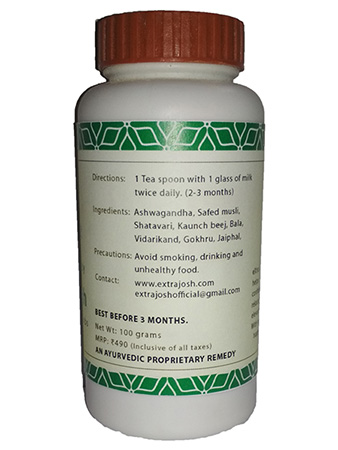 Directions: 1 Tea spoon with 1 glass of milk
twice daily. (2-3 months)
Ingredients: Ashwagandha, Safed musli,
Shatavari, Kaunch beej, Bala,
Vidarikand, Gokhru, Jaiphal,
Precautions: Avoid smoking, drinking and
unhealthy food.
Contact: www.extrajosh.com
extrajoshofficial@gmail.com
BEST BEFORE 3 MONTHS.
Net Wt: 100 grams
MRP: ₹490 (Inclusive of all taxes)
AN AYURVEDIC PROPRIETARY REMEDY